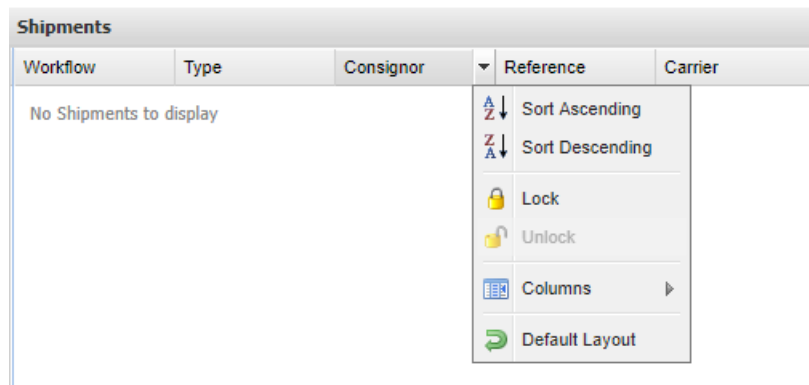 Shipments
Workflow Type Consignor Reference Carrier
No Shipments to display
Sort Ascending
Sort Descending
Lock
Unlock
Columns
Default Layout